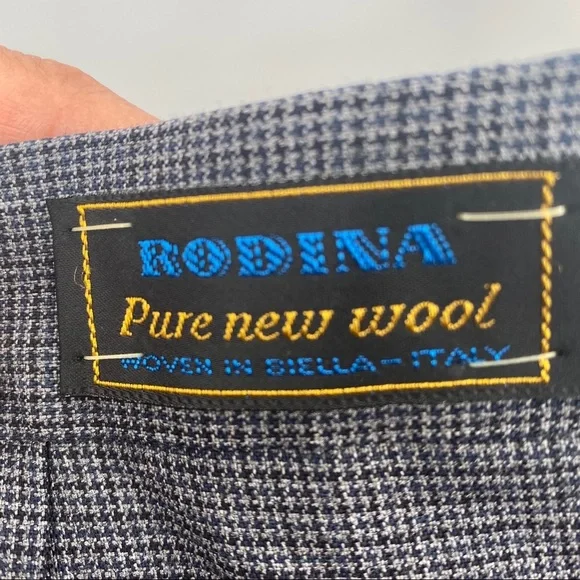 RODINA
Pure new wool
WOVEN IN BIELLA-ITALY